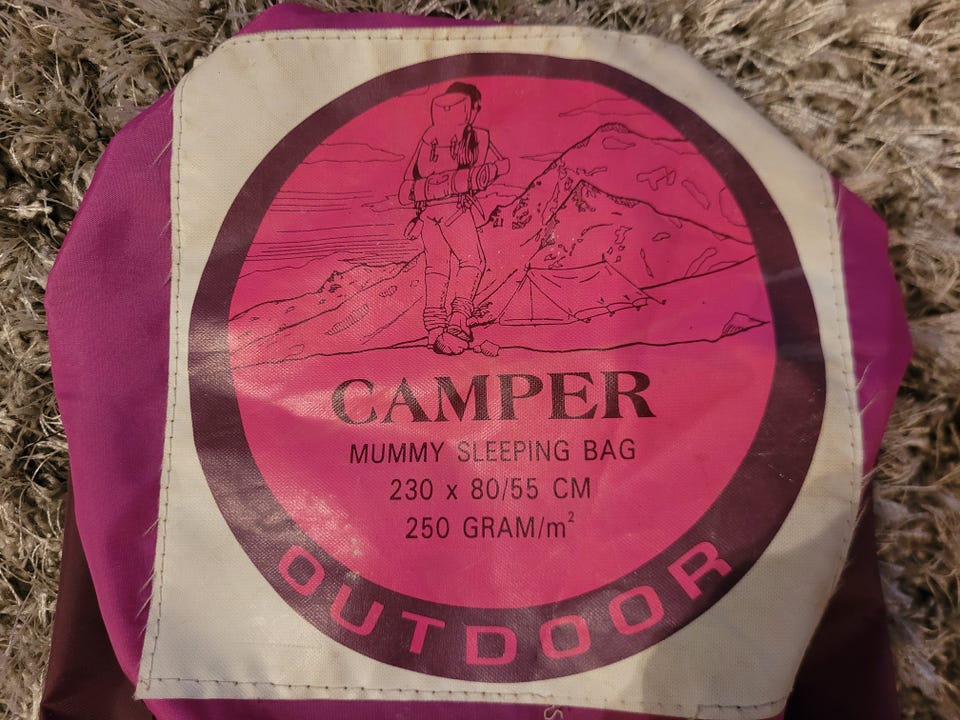 CAMPER
MUMMY SLEEPING BAG
230 x 80/55 CM
250 GRAM/m²
OUTDOOR